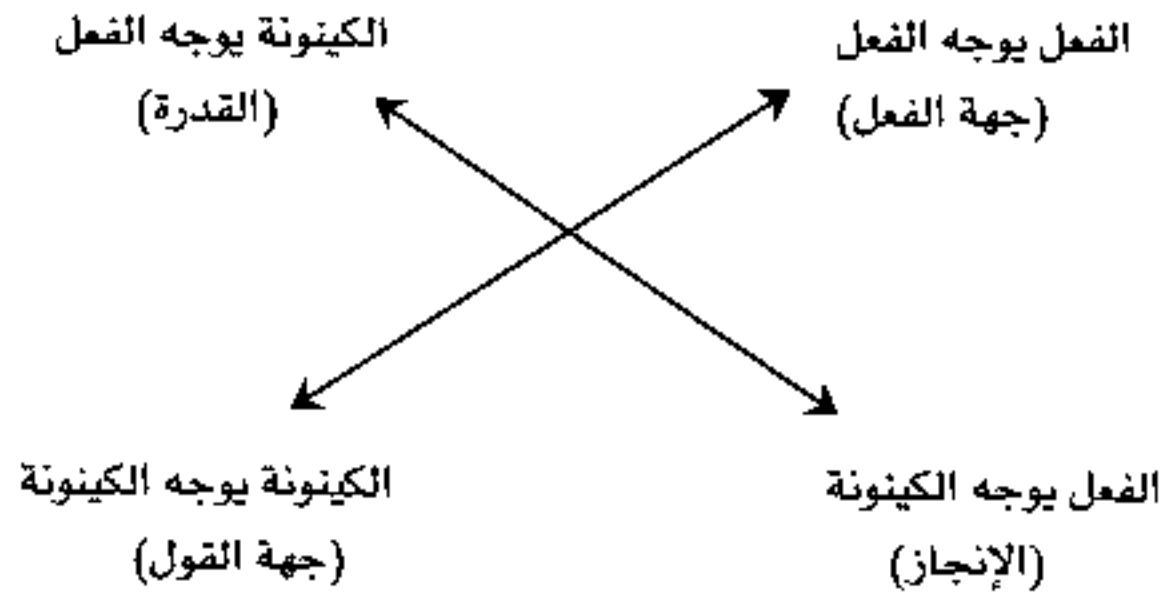 الفعل يوجه الفعل
(جهة الفعل)
الكينونة يوجه الفعل
(القدرة)
الفعل يوجه الكينونة
(الإنجاز)
الكينونة يوجه الكينونة
(جهة القول)